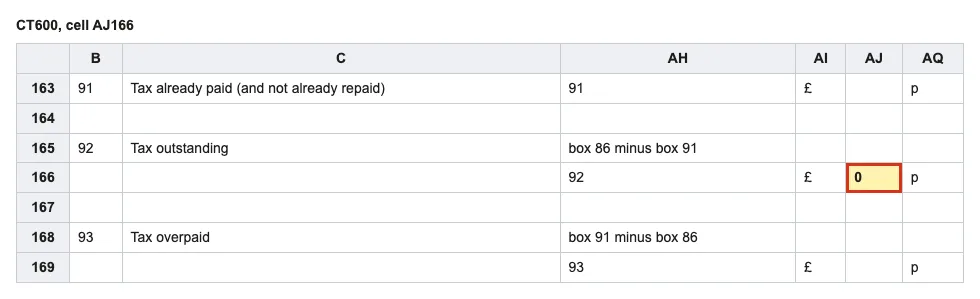 CT600, cell AJ166
B C AH AI AJ AQ
163 91 Tax already paid (and not already repaid) 91 £ p
164
165 92 Tax outstanding box 86 minus box 91
166 92 £ 0 p
167
168 93 Tax overpaid box 91 minus box 86
169 93 £ p